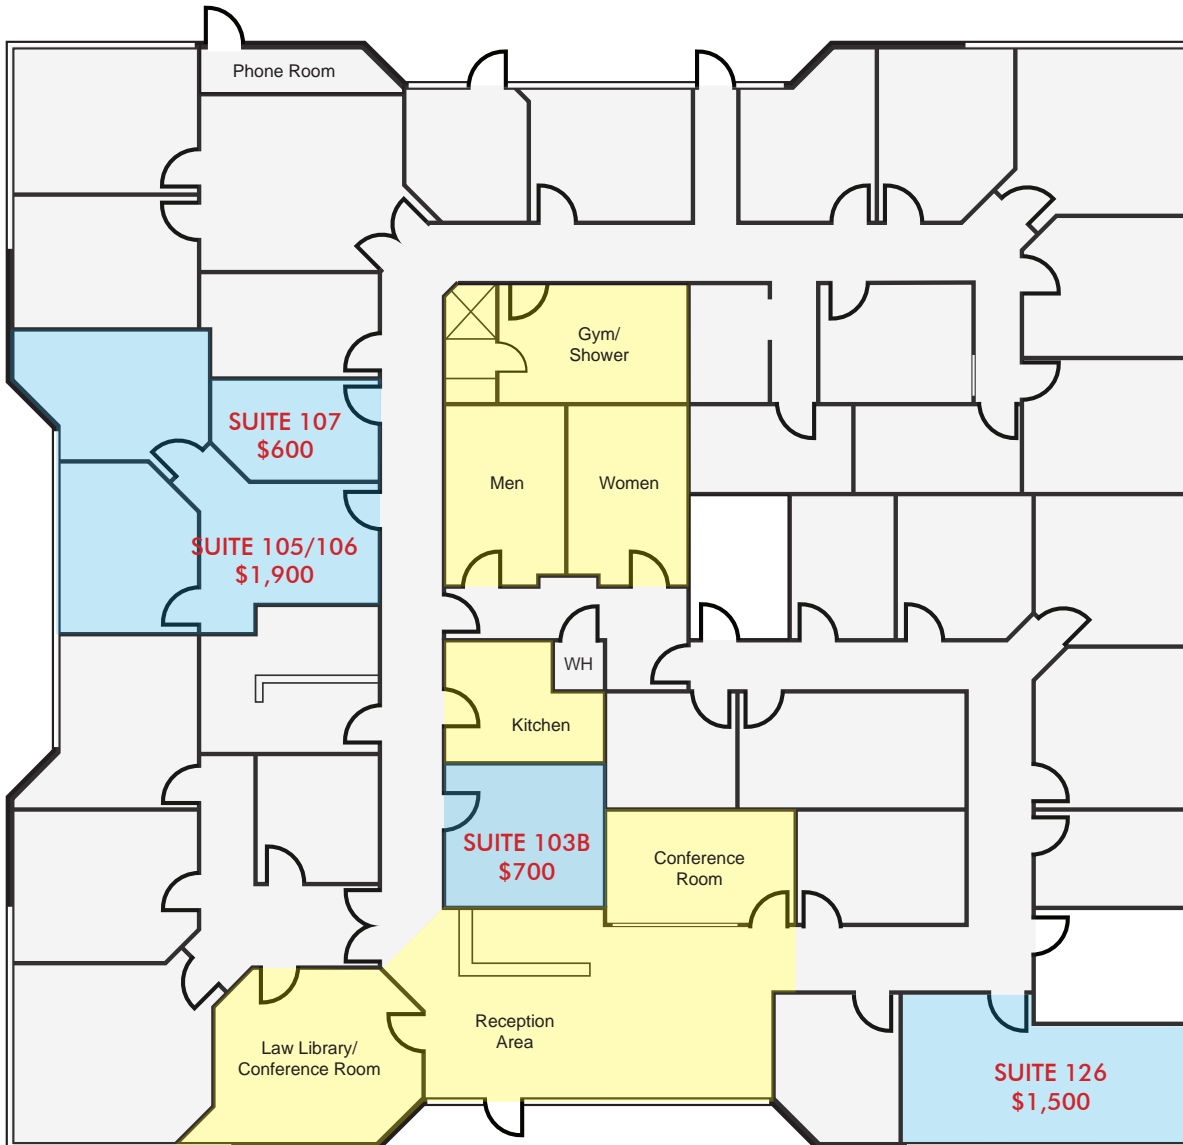 Phone Room
Gym/
Shower
SUITE 107
$600
Men
Women
SUITE 105/106
$1,900
WH
Kitchen
SUITE 103B
$700
Conference
Room
Reception
Area
Law Library/
Conference Room
SUITE 126
$1,500